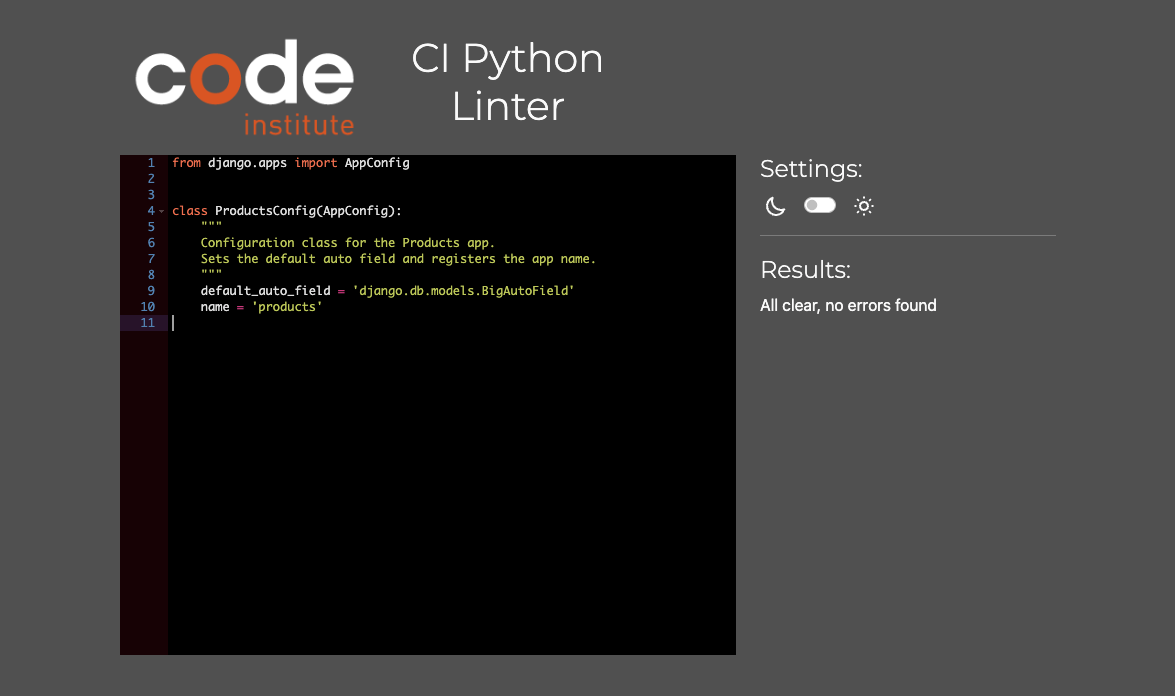 code
institute
CI Python
Linter
1 from django.apps import AppConfig
2
3
4 class ProductsConfig(AppConfig):
5     """
6     Configuration class for the Products app.
7     Sets the default auto field and registers the app name.
8     """
9     default_auto_field = 'django.db.models.BigAutoField'
10     name = 'products'
11
Settings:
Results:
All clear, no errors found